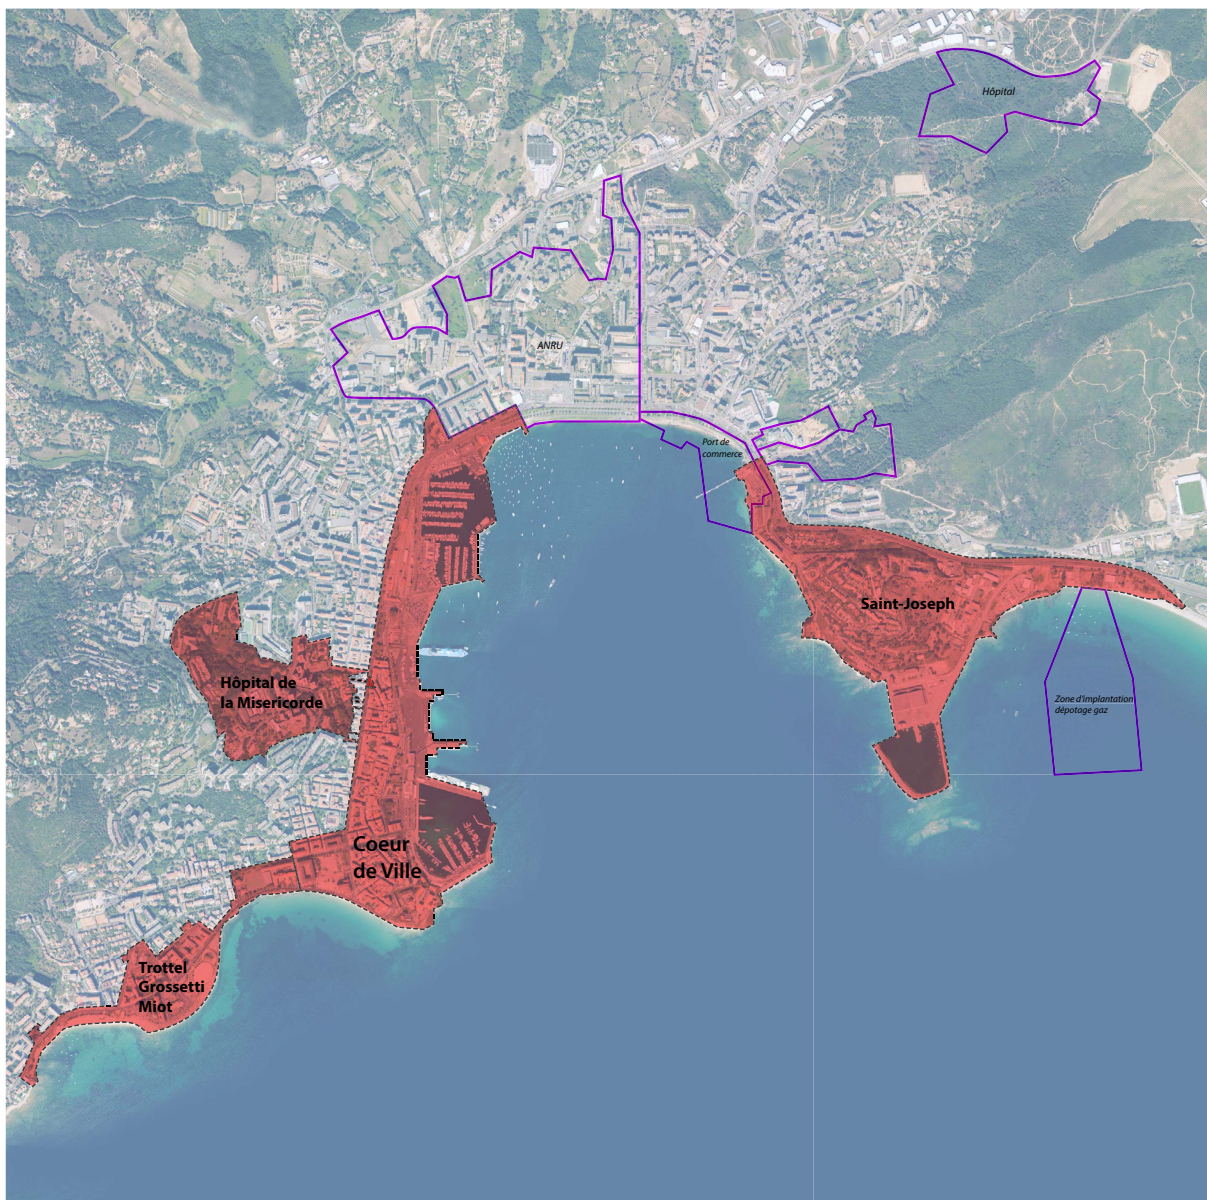 Hôpital
ANRU
Port de
commerce
Saint-Joseph
Hôpital de
la Misericorde
Zone d'implantation
dépotage gaz
Coeur
de Ville
Trottel
Grossetti
Miot